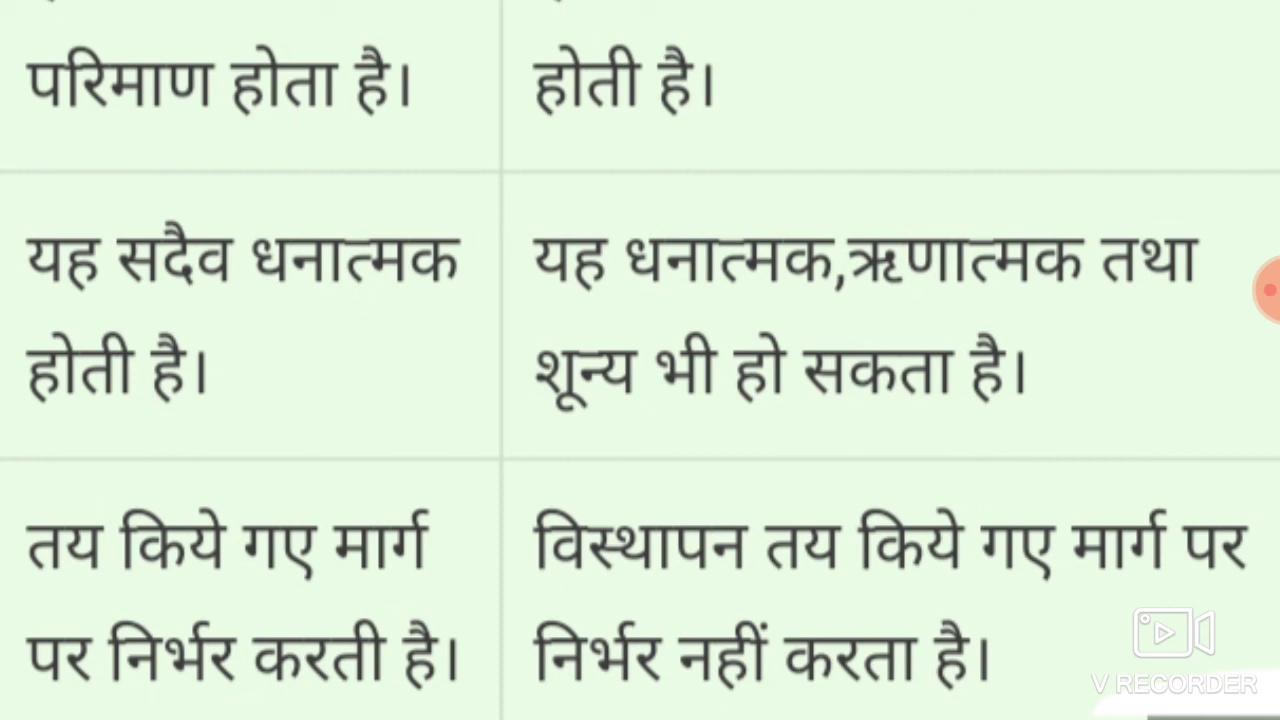 परिमाण होता है।
होती है।
यह सदैव धनात्मक
होती है।
यह धनात्मक,ऋणात्मक तथा
शून्य भी हो सकता है।
तय किये गए मार्ग
पर निर्भर करती है।
विस्थापन तय किये गए मार्ग पर
निर्भर नहीं करता है।
V RECORDER